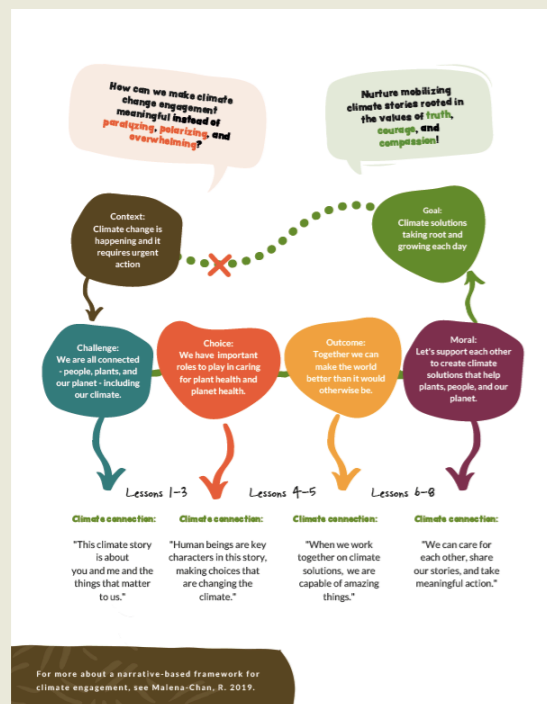 How can we make climate
change engagement
meaningful instead of
paralyzing, polarizing, and
overwhelming?
Nurture mobilizing
climate stories rooted in
the values of truth,
courage, and
compassion!
Context:
Climate change is
happening and it
requires urgent
action
Goal:
Climate solutions
taking root and
growing each day
Challenge:
We are all connected
- people, plants, and
our planet - including
our climate.
Choice:
We have important
roles to play in caring
for plant health and
planet health.
Outcome:
Together we can
make the world
better than it would
otherwise be.
Moral:
Let's support each other
to create climate
solutions that help
plants, people, and our
planet.
Lessons 1-3
Lessons 4-5
Lessons 6-8
Climate connection:
"This climate story
is about
you and me and the
things that matter
to us."
Climate connection:
"Human beings are key
characters in this story,
making choices that
are changing the
climate."
Climate connection:
"When we work
together on climate
solutions, we are
capable of amazing
things."
Climate connection:
"We can care for
each other, share
our stories, and take
meaningful action."
For more about a narrative-based framework for
climate engagement, see Malena-Chan, R. 2019.